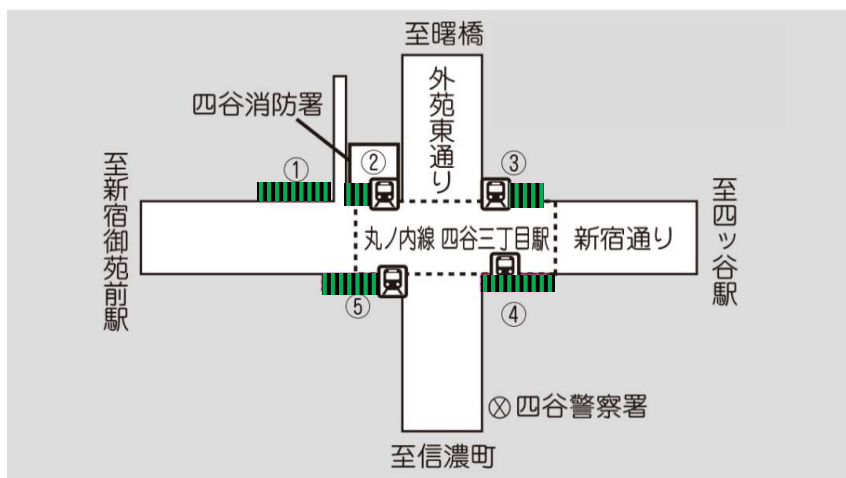 至曙橋
外苑東通り
四谷消防署
①
②
③
至新宿御苑前駅
丸ノ内線 四谷三丁目駅
新宿通り
至四ッ谷駅
⑤
④
四谷警察署
至信濃町